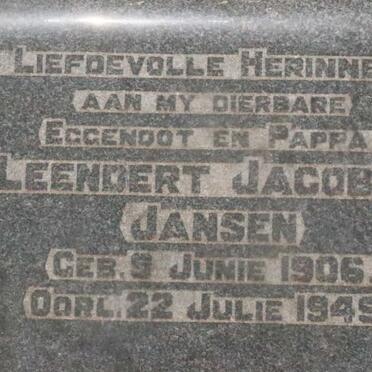 LIEFDEVOLLE HERINNE
AAN MY DIERBARE
EGGENOOT EN PAPPA
LEENDERT JACOB
JANSEN
GEB. 9 JUNIE 1906.
OORL. 22 JULIE 1949